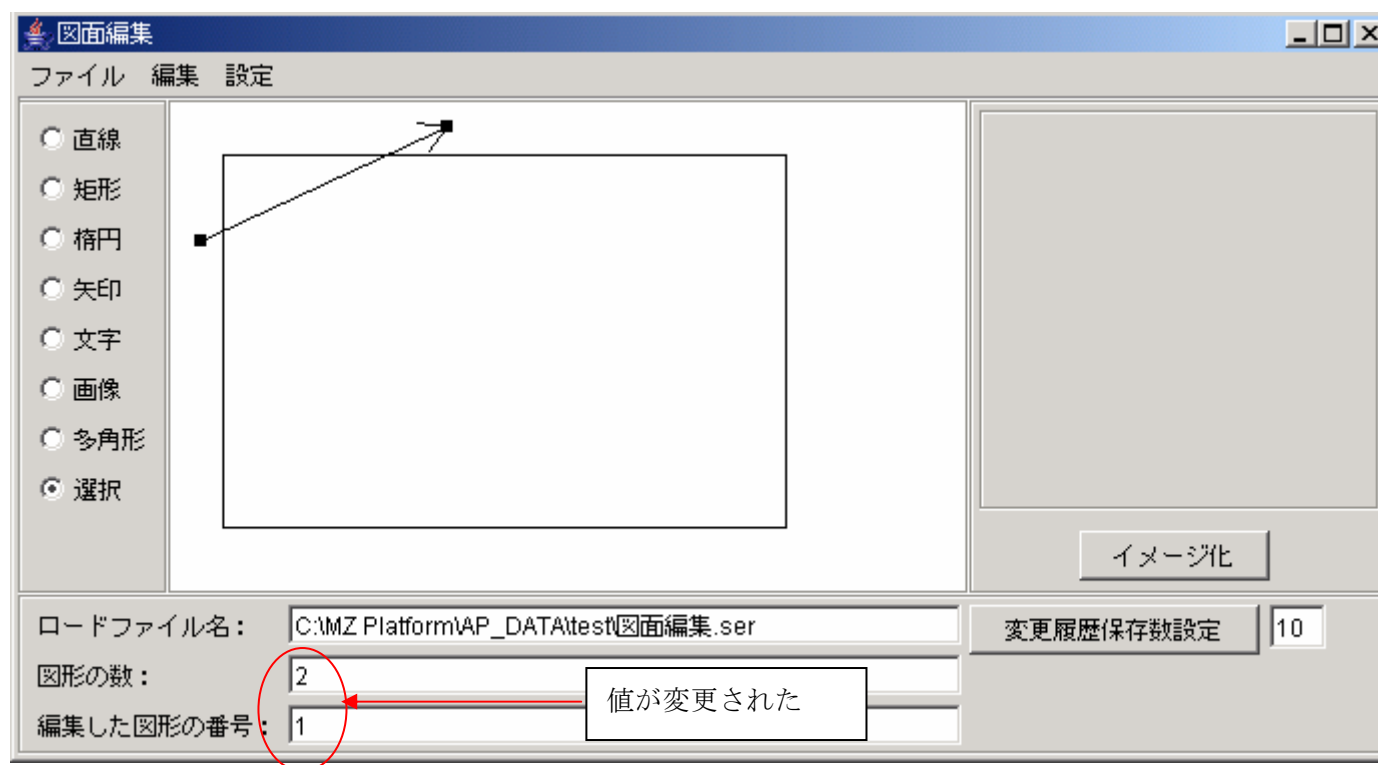 図面編集
ファイル 編集 設定
直線
矩形
楕円
矢印
文字
画像
多角形
選択
イメージ化
ロードファイル名： C:\MZ Platform\AP_DATA\test\図面編集.ser
変更履歴保存数設定 10
図形の数： 2
値が変更された
編集した図形の番号： 1